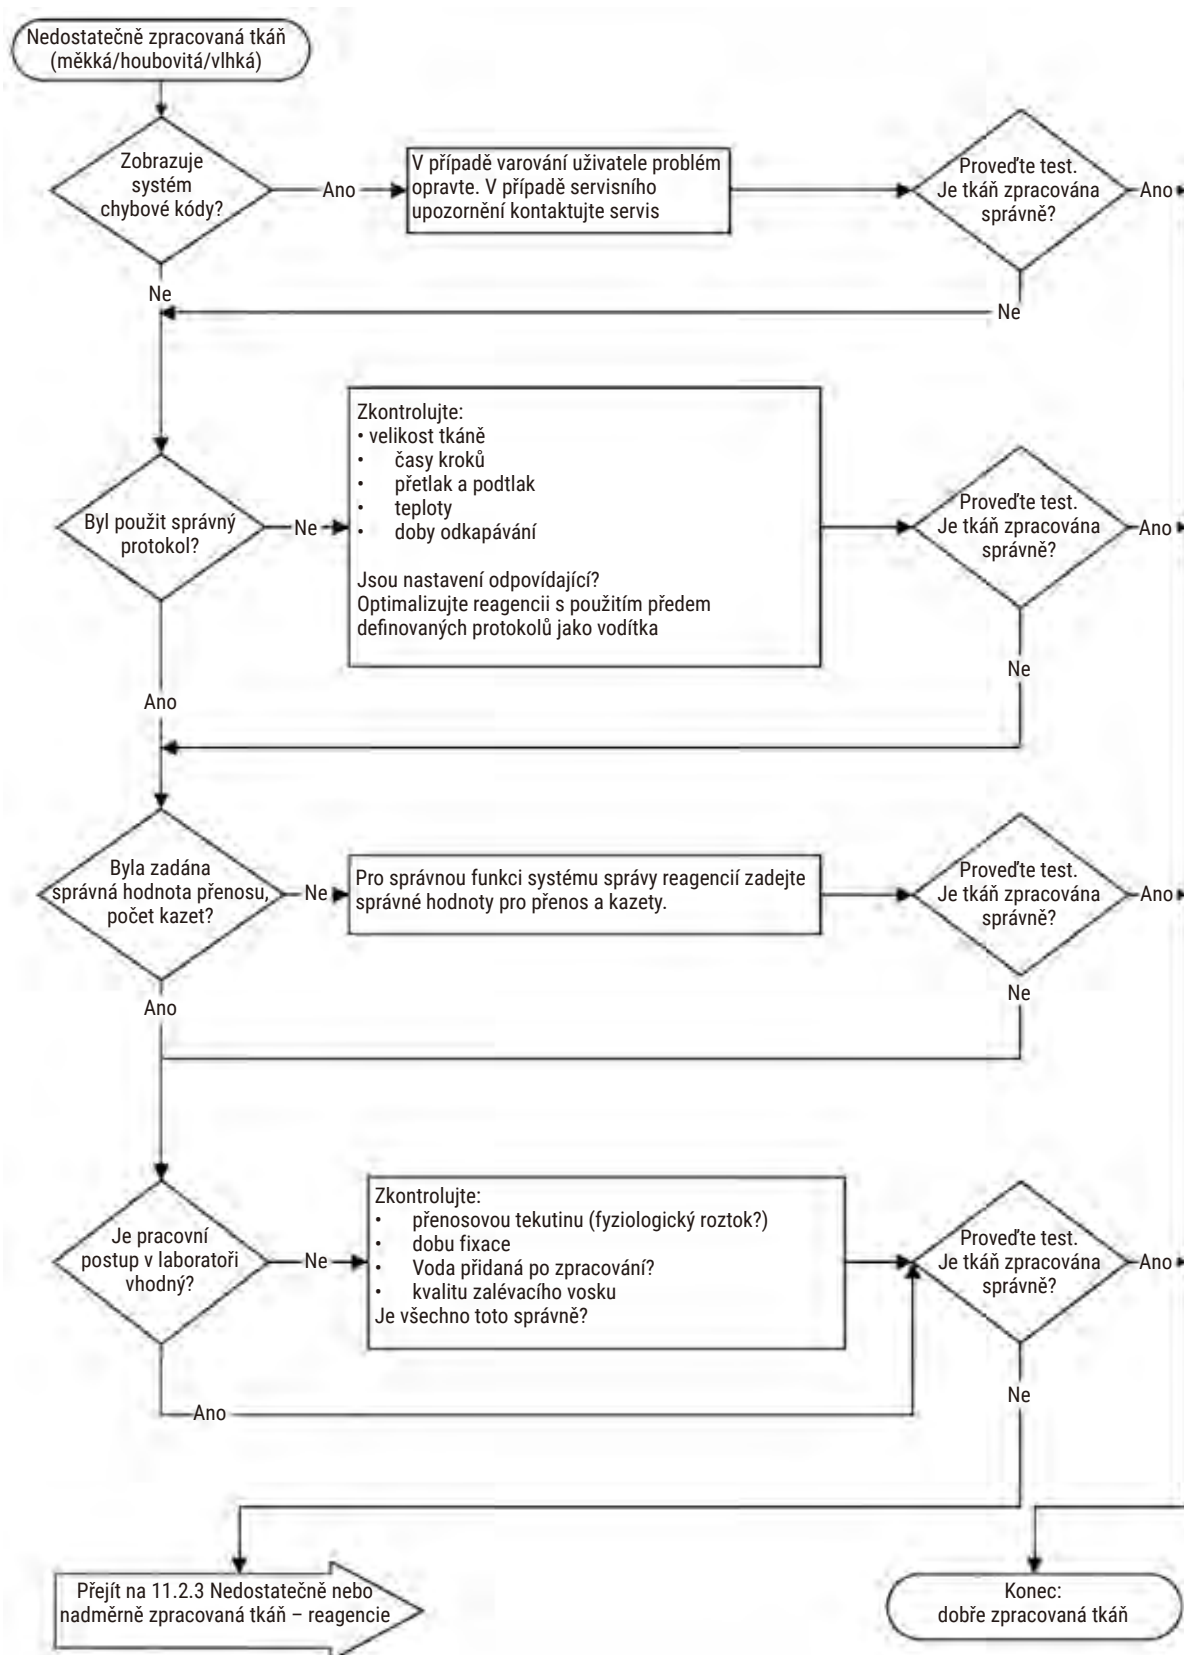 Nedostatečně zpracovaná tkáň
(měkká/houbovitá/vlhká)
Zobrazuje
systém
chybové kódy?
Ano
V případě varování uživatele problém
opravte. V případě servisního
upozornění kontaktujte servis
Proveďte test.
Je tkáň zpracována
správně?
Ano
Ne
Ne
Byl použit správný
protokol?
Ne
Zkontrolujte:
• velikost tkáně
• časy kroků
• přetlak a podtlak
• teploty
• doby odkapávání
Jsou nastavení odpovídající?
Optimalizujte reagencii s použitím předem
definovaných protokolů jako vodítka
Proveďte test.
Je tkáň zpracována
správně?
Ano
Ne
Ano
Byla zadána
správná hodnota přenosu,
počet kazet?
Ne
Pro správnou funkci systému správy reagencií zadejte
správné hodnoty pro přenos a kazety.
Proveďte test.
Je tkáň zpracována
správně?
Ano
Ne
Ano
Je pracovní
postup v laboratoři
vhodný?
Ne
Zkontrolujte:
• přenosovou tekutinu (fyziologický roztok?)
• dobu fixace
• Voda přidaná po zpracování?
• kvalitu zalévacího vosku
Je všechno toto správně?
Proveďte test.
Je tkáň zpracována
správně?
Ano
Ne
Ano
Přejít na 11.2.3 Nedostatečně nebo
nadměrně zpracovaná tkáň – reagencie
Konec:
dobře zpracovaná tkáň